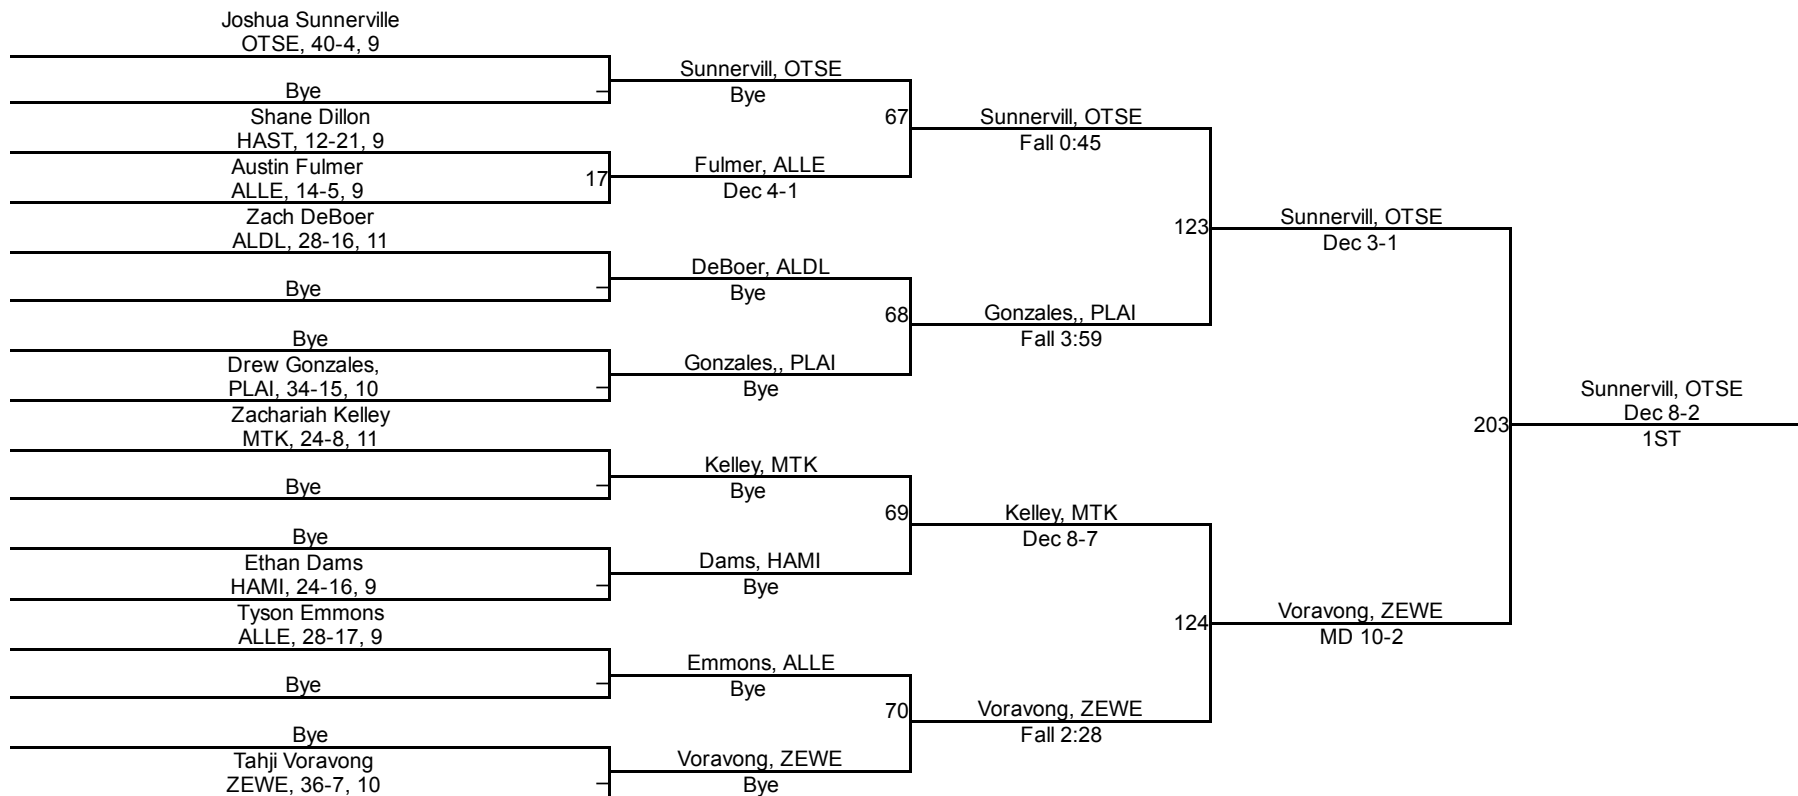 Joshua Sunnerville
OTSE, 40-4, 9
Bye
Shane Dillon
HAST, 12-21, 9
Austin Fulmer
ALLE, 14-5, 9
Zach DeBoer
ALDL, 28-16, 11
Bye
Bye
Drew Gonzales,
PLAI, 34-15, 10
Zachariah Kelley
MTK, 24-8, 11
Bye
Bye
Ethan Dams
HAMI, 24-16, 9
Tyson Emmons
ALLE, 28-17, 9
Bye
Bye
Tahji Voravong
ZEWE, 36-7, 10
17
Sunnervill, OTSE
Bye
Fulmer, ALLE
Dec 4-1
DeBoer, ALDL
Bye
Gonzales,, PLAI
Bye
Kelley, MTK
Bye
Dams, HAMI
Bye
Emmons, ALLE
Bye
Voravong, ZEWE
Bye
67
68
69
70
Sunnervill, OTSE
Fall 0:45
Gonzales,, PLAI
Fall 3:59
Kelley, MTK
Dec 8-7
Voravong, ZEWE
Fall 2:28
123
124
Sunnervill, OTSE
Dec 3-1
Voravong, ZEWE
MD 10-2
203
Sunnervill, OTSE
Dec 8-2
1ST